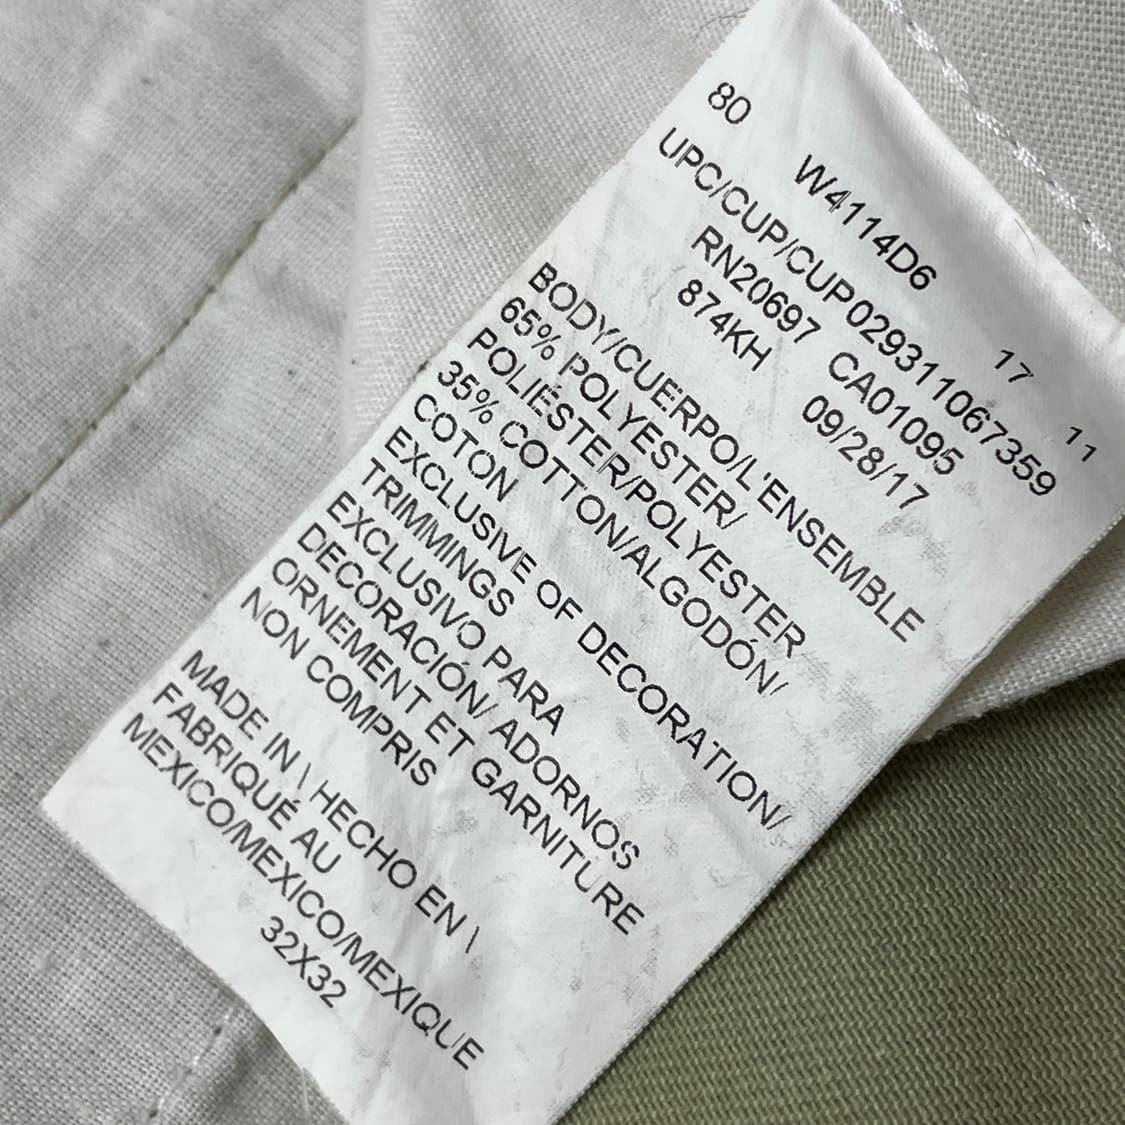 80 W4114D6 17 11
UPC/CUP/CUP029311067359
RN20697 CA01095
874KH 09/28/17
BODY/CUERPO/L'ENSEMBLE
65% POLYESTER/
POLIÉSTER/POLYESTER
35% COTTON/ALGODÓN/
COTON
EXCLUSIVE OF DECORATION/
TRIMMINGS
EXCLUSIVO PARA
DECORACIÓN/ ADORNOS
ORNEMENT ET GARNITURE
NON COMPRIS
MADE IN \ HECHO EN \
FABRIQUÉ AU
MEXICO/MEXICO/MEXIQUE
32X32